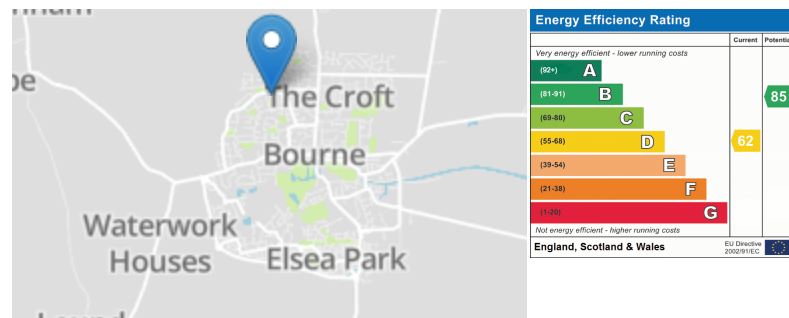 The Croft
Bourne
Waterwork
Houses
Elsea Park
Energy Efficiency Rating
Current Potentia
Very energy efficient - lower running costs
(92+) A
(81-91) B
85
(69-80) C
(55-68) D
62
(39-54) E
(21-38) F
(1-20) G
Not energy efficient - higher running costs
England, Scotland & Wales
EU Directive
2002/91/EC